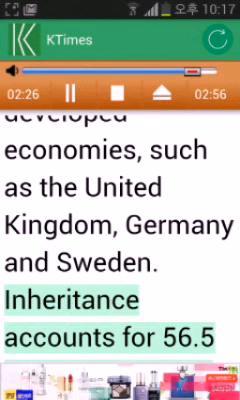 오후 10:17
KTimes
02:26
02:56
developed
economies, such
as the United
Kingdom, Germany
and Sweden.
Inheritance
accounts for 56.5